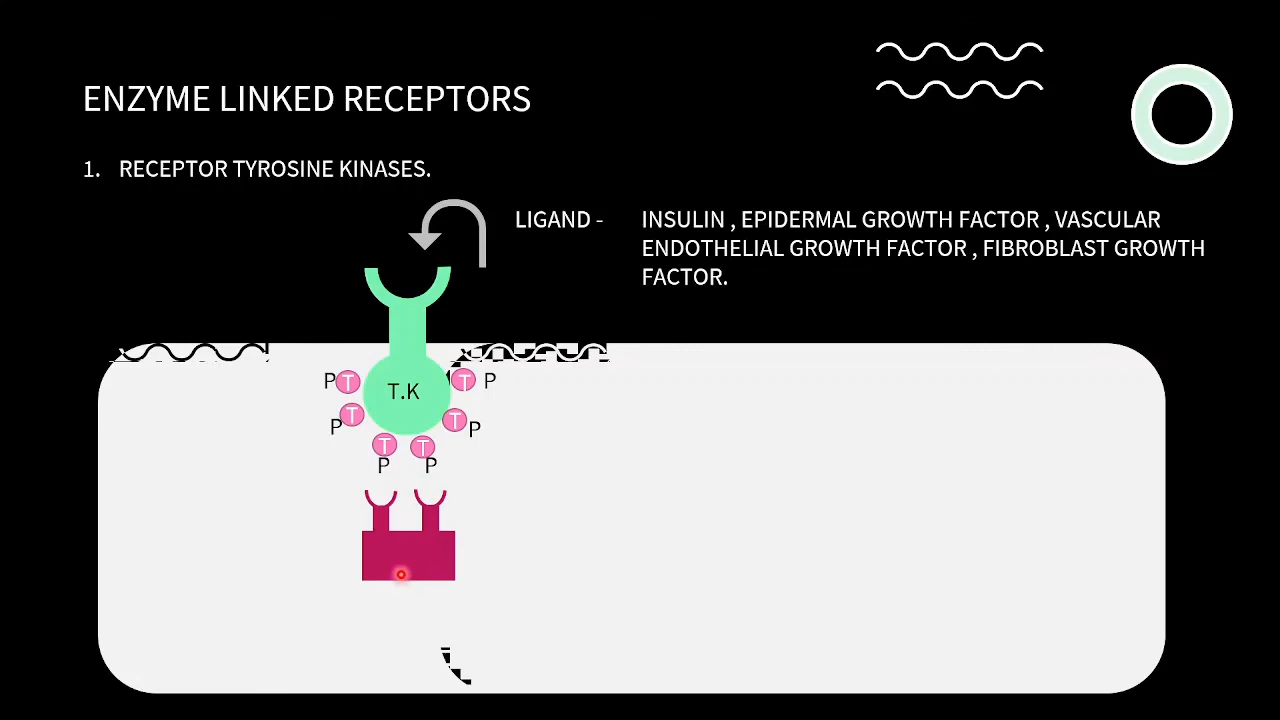 ENZYME LINKED RECEPTORS
1. RECEPTOR TYROSINE KINASES.
LIGAND - INSULIN , EPIDERMAL GROWTH FACTOR , VASCULAR
ENDOTHELIAL GROWTH FACTOR , FIBROBLAST GROWTH
FACTOR.
P T T.K T P
P T T P
T T
P P